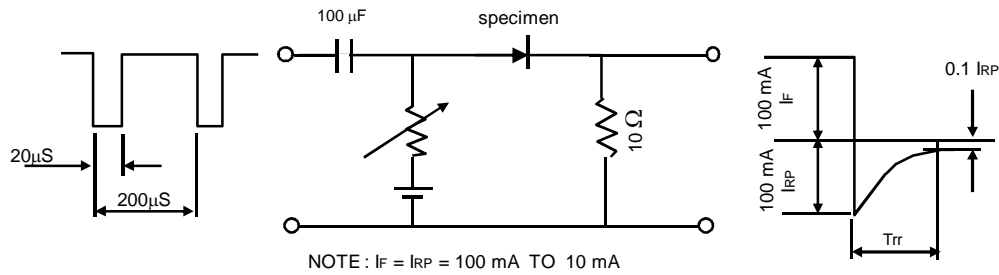 100 µF
specimen
20µS
200µS
10 Ω
100 mA
IF
100 mA
IRP
0.1 IRP
Trr
NOTE : IF = IRP = 100 mA TO 10 mA